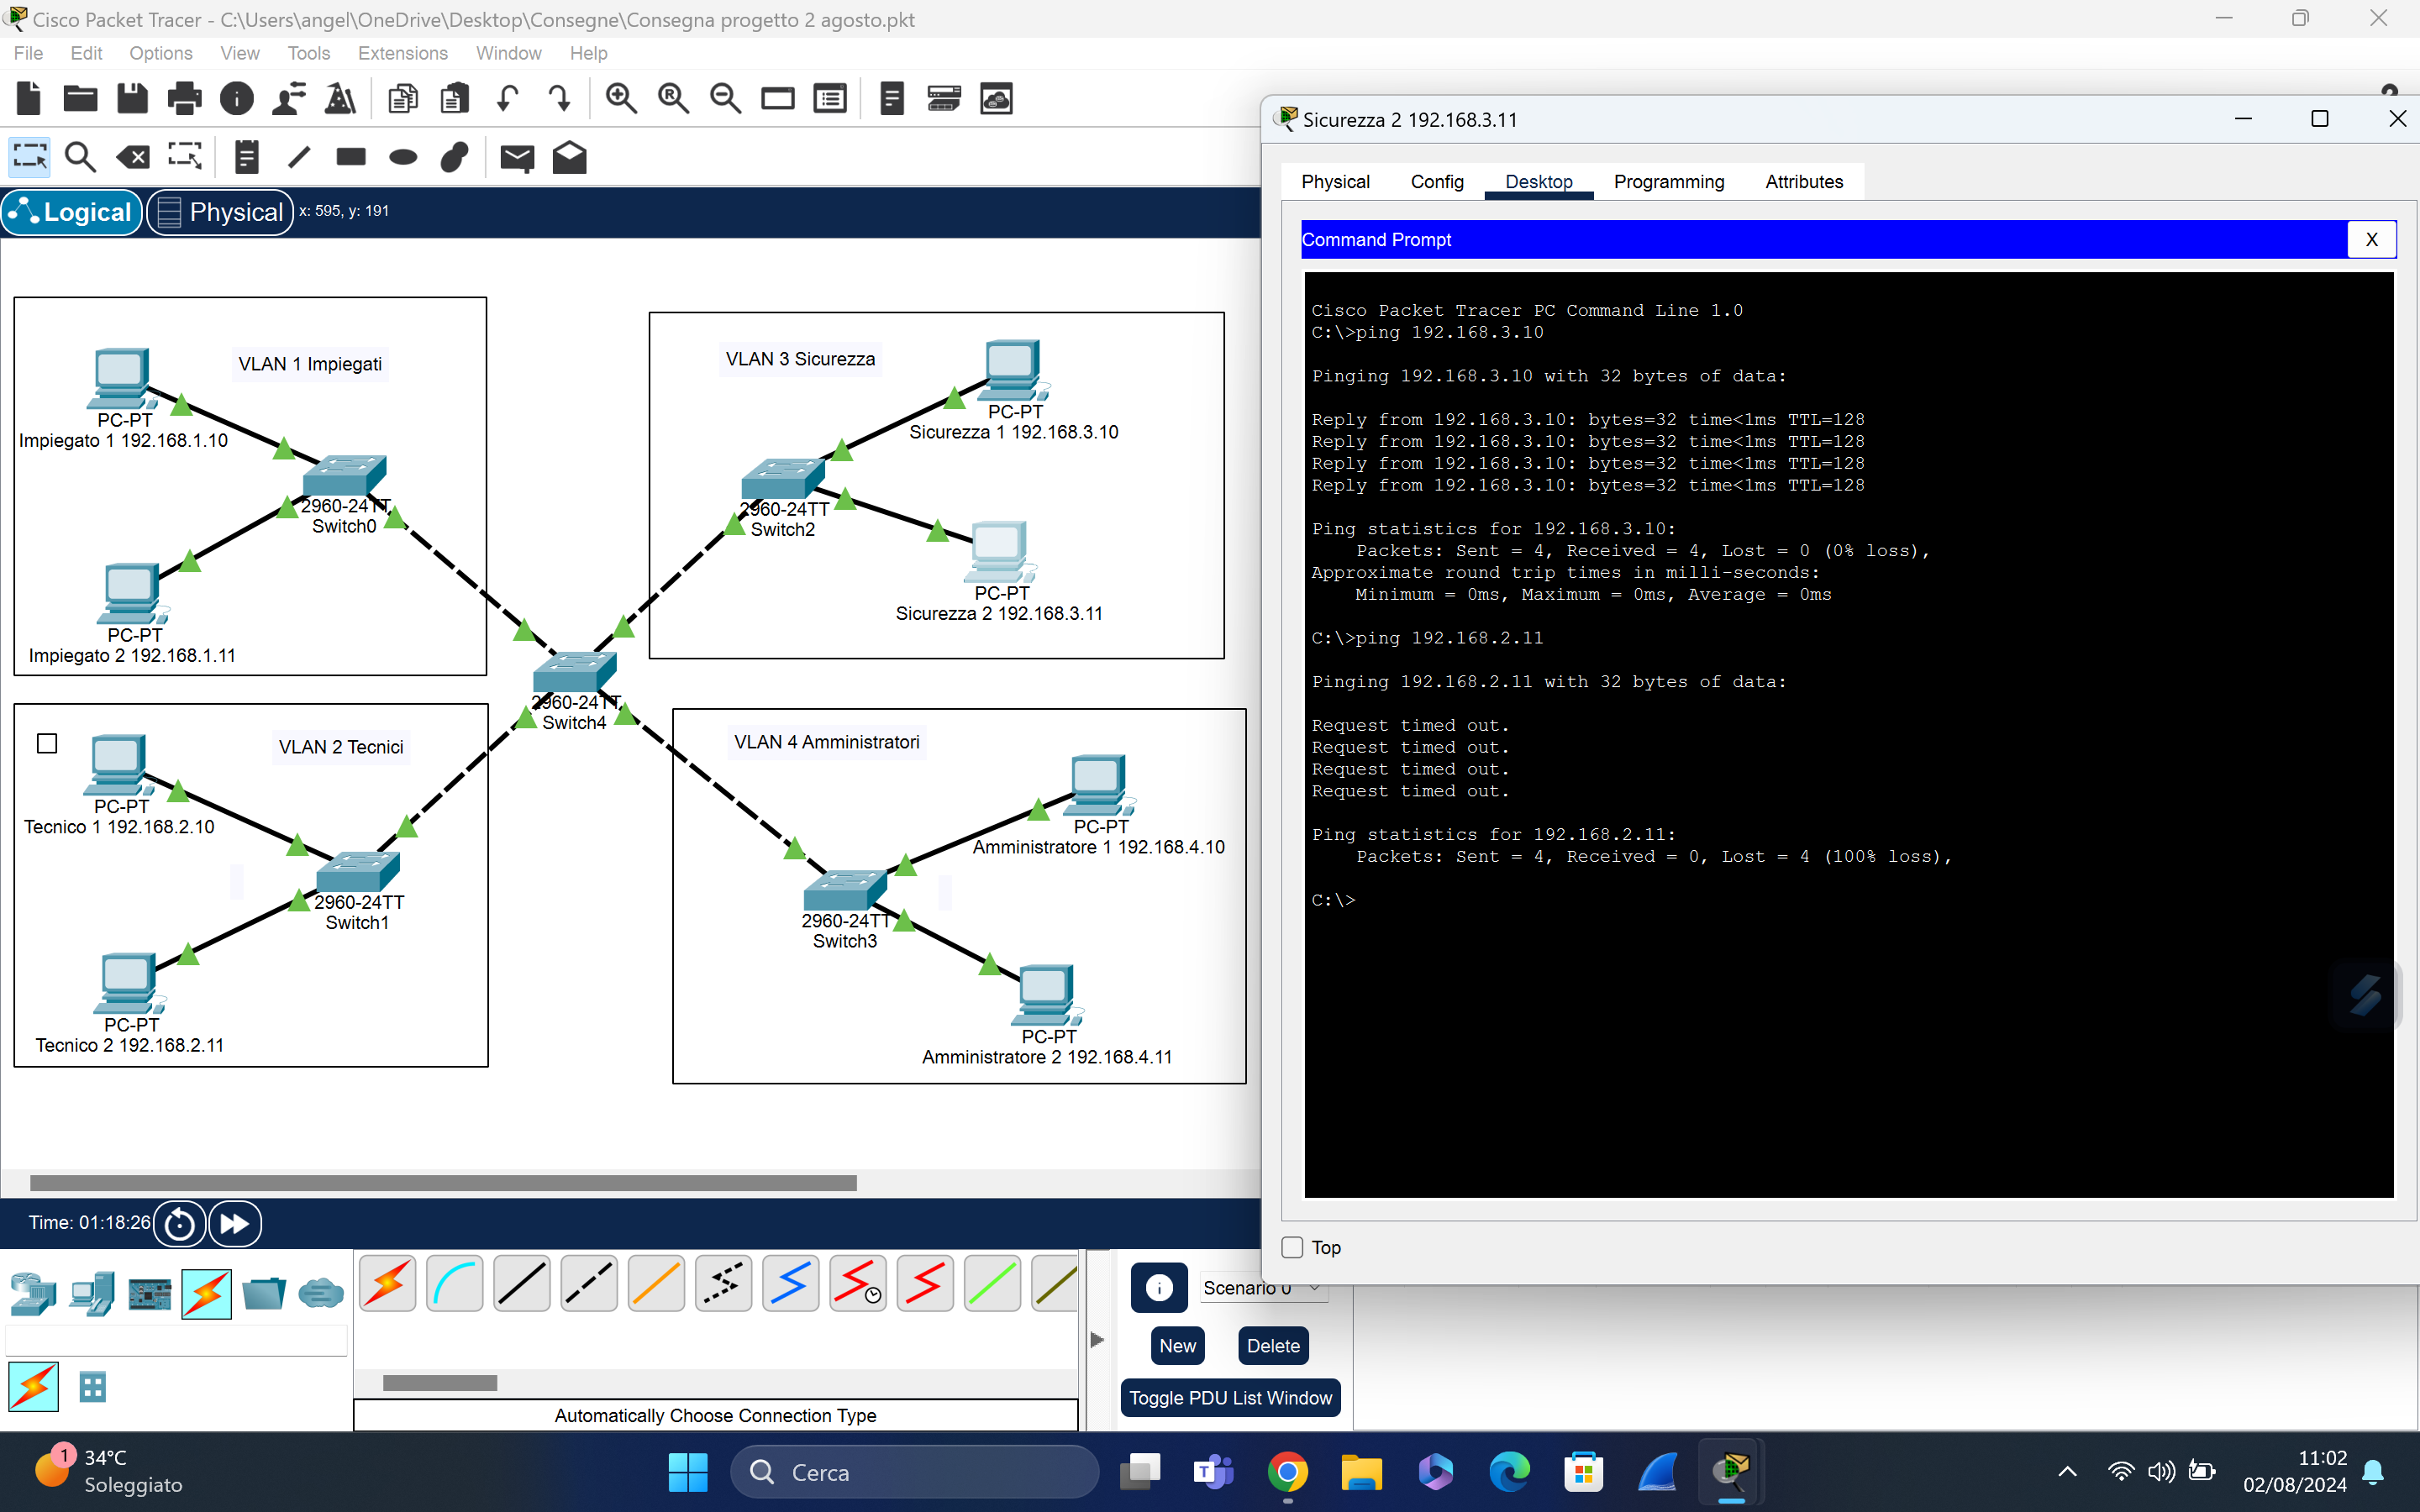 Cisco Packet Tracer - C:\Users\angel\OneDrive\Desktop\Consegne\Consegna progetto 2 agosto.pkt
File Edit Options View Tools Extensions Window Help
Logical Physical x: 595, y: 191
VLAN 1 Impiegati
PC-PT
Impiegato 1 192.168.1.10
2960-24TT
Switch0
PC-PT
Impiegato 2 192.168.1.11
VLAN 3 Sicurezza
PC-PT
Sicurezza 1 192.168.3.10
2960-24TT
Switch2
PC-PT
Sicurezza 2 192.168.3.11
2960-24TT
Switch4
VLAN 2 Tecnici
PC-PT
Tecnico 1 192.168.2.10
2960-24TT
Switch1
PC-PT
Tecnico 2 192.168.2.11
VLAN 4 Amministratori
PC-PT
Amministratore 1 192.168.4.10
2960-24TT
Switch3
PC-PT
Amministratore 2 192.168.4.11
Time: 01:18:26
Automatically Choose Connection Type
Scenario 0
New Delete
Toggle PDU List Window
Sicurezza 2 192.168.3.11
Physical Config Desktop Programming Attributes
Command Prompt X
Cisco Packet Tracer PC Command Line 1.0
C:\>ping 192.168.3.10
Pinging 192.168.3.10 with 32 bytes of data:
Reply from 192.168.3.10: bytes=32 time<1ms TTL=128
Reply from 192.168.3.10: bytes=32 time<1ms TTL=128
Reply from 192.168.3.10: bytes=32 time<1ms TTL=128
Reply from 192.168.3.10: bytes=32 time<1ms TTL=128
Ping statistics for 192.168.3.10:
Packets: Sent = 4, Received = 4, Lost = 0 (0% loss),
Approximate round trip times in milli-seconds:
Minimum = 0ms, Maximum = 0ms, Average = 0ms
C:\>ping 192.168.2.11
Pinging 192.168.2.11 with 32 bytes of data:
Request timed out.
Request timed out.
Request timed out.
Request timed out.
Ping statistics for 192.168.2.11:
Packets: Sent = 4, Received = 0, Lost = 4 (100% loss),
C:\>
Top
1
34°C
Soleggiato
Cerca
11:02
02/08/2024